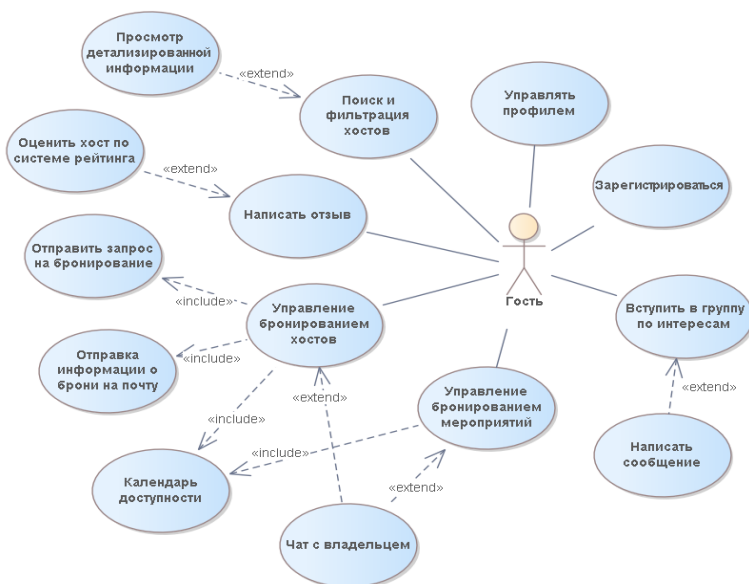 Просмотр
детализированной
информации
«extend»
Поиск и
фильтрация
хостов
Управлять
профилем
Оценить хост по
системе рейтинга
«extend»
Написать отзыв
Зарегистрироваться
Отправить запрос
на бронирование
«include»
Управление
бронированием
хостов
Гость
Вступить в группу
по интересам
Отправка
информации о
брони на почту
«include»
«extend»
«extend»
Управление
бронированием
мероприятий
«include»
«include»
Написать
сообщение
Календарь
доступности
«extend»
Чат с владельцем